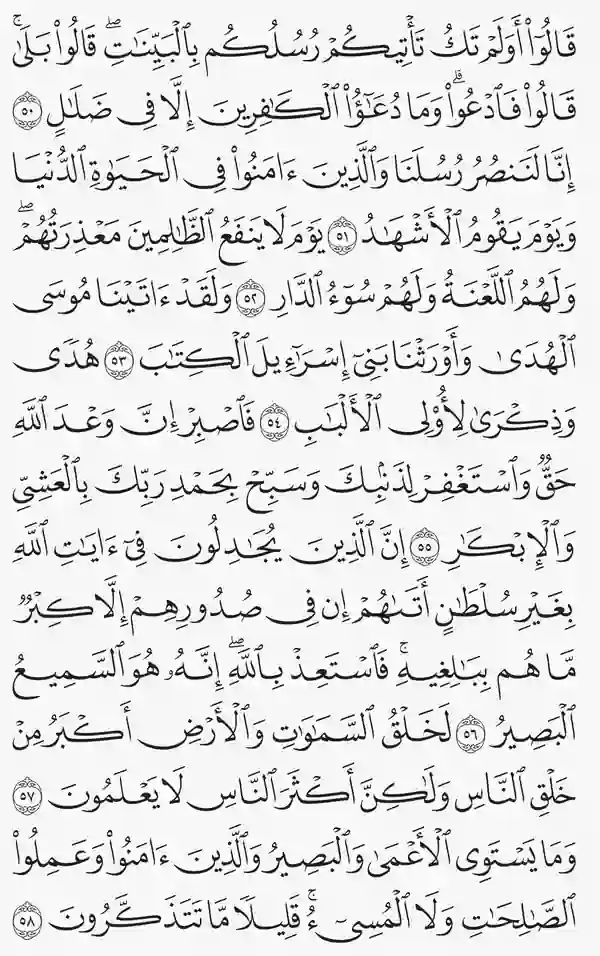 قَالُوٓا۟ أَوَلَمْ تَكُ تَأْتِيكُمْ رُسُلُكُم بِٱلْبَيِّنَٰتِ ۖ قَالُوا۟ بَلَىٰ ۚ
قَالُوا۟ فَٱدْعُوا۟ ۗ وَمَا دُعَٰٓؤُا۟ ٱلْكَٰفِرِينَ إِلَّا فِى ضَلَٰلٍ ٥٠
إِنَّا لَنَنصُرُ رُسُلَنَا وَٱلَّذِينَ ءَامَنُوا۟ فِى ٱلْحَيَوٰةِ ٱلدُّنْيَا
وَيَوْمَ يَقُومُ ٱلْأَشْهَٰدُ ٥١ يَوْمَ لَا يَنفَعُ ٱلظَّٰلِمِينَ مَعْذِرَتُهُمْ ۖ
وَلَهُمُ ٱللَّعْنَةُ وَلَهُمْ سُوٓءُ ٱلدَّارِ ٥٢ وَلَقَدْ ءَاتَيْنَا مُوسَى
ٱلْهُدَىٰ وَأَوْرَثْنَا بَنِىٓ إِسْرَٰٓءِيلَ ٱلْكِتَٰبَ ٥٣ هُدًى
وَذِكْرَىٰ لِأُو۟لِى ٱلْأَلْبَٰبِ ٥٤ فَٱصْبِرْ إِنَّ وَعْدَ ٱللَّهِ
حَقٌّ وَٱسْتَغْفِرْ لِذَنۢبِكَ وَسَبِّحْ بِحَمْدِ رَبِّكَ بِٱلْعَشِىِّ
وَٱلْإِبْكَٰرِ ٥٥ إِنَّ ٱلَّذِينَ يُجَٰدِلُونَ فِىٓ ءَايَٰتِ ٱللَّهِ
بِغَيْرِ سُلْطَٰنٍ أَتَىٰهُمْ إِن فِى صُدُورِهِمْ إِلَّا كِبْرٌ
مَّا هُم بِبَٰلِغِيهِ ۚ فَٱسْتَعِذْ بِٱللَّهِ ۖ إِنَّهُۥ هُوَ ٱلسَّمِيعُ
ٱلْبَصِيرُ ٥٦ لَخَلْقُ ٱلسَّمَٰوَٰتِ وَٱلْأَرْضِ أَكْبَرُ مِنْ
خَلْقِ ٱلنَّاسِ وَلَٰكِنَّ أَكْثَرَ ٱلنَّاسِ لَا يَعْلَمُونَ ٥٧
وَمَا يَسْتَوِى ٱلْأَعْمَىٰ وَٱلْبَصِيرُ وَٱلَّذِينَ ءَامَنُوا۟ وَعَمِلُوا۟
ٱلصَّٰلِحَٰتِ وَلَا ٱلْمُسِىٓءُ ۚ قَلِيلًا مَّا تَتَذَكَّرُونَ ٥٨